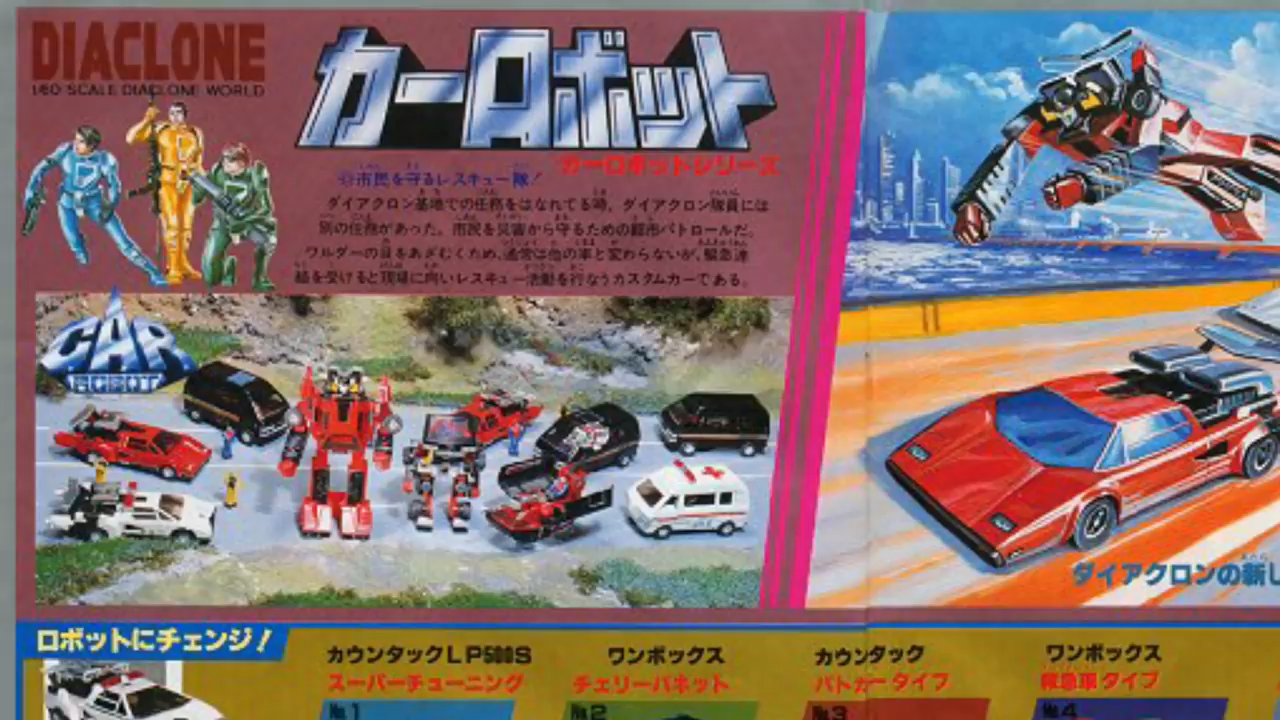 DIACLONE
1/60 SCALE DIACLONE WORLD
カーロボット
カーロボットシリーズ
市民を守るレスキュー隊!
ダイアクロン基地での任務をはなれてる時、ダイアクロン隊員には
別の任務があった。市民を災害から守るための都市パトロールだ。
ワルダーの目をあざむくため、通常は他の車と変わらないが、緊急連
絡を受けると現場に向いレスキュー活動を行なうカスタムカーである。
CAR
ROBOT
ダイアクロンの新し
ロボットにチェンジ!
カウンタックLP500S
スーパーチューニング
No.1
ワンボックス
チェリーバネット
No.2
カウンタック
パトカータイプ
No.3
ワンボックス
救急車タイプ
No.4